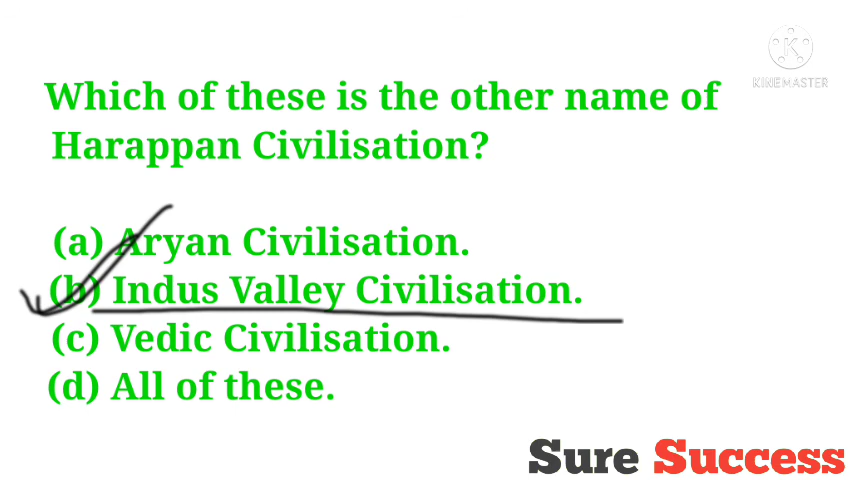 KINEMASTER
Which of these is the other name of
Harappan Civilisation?
(a) Aryan Civilisation.
(b) Indus Valley Civilisation.
(c) Vedic Civilisation.
(d) All of these.
Sure Success